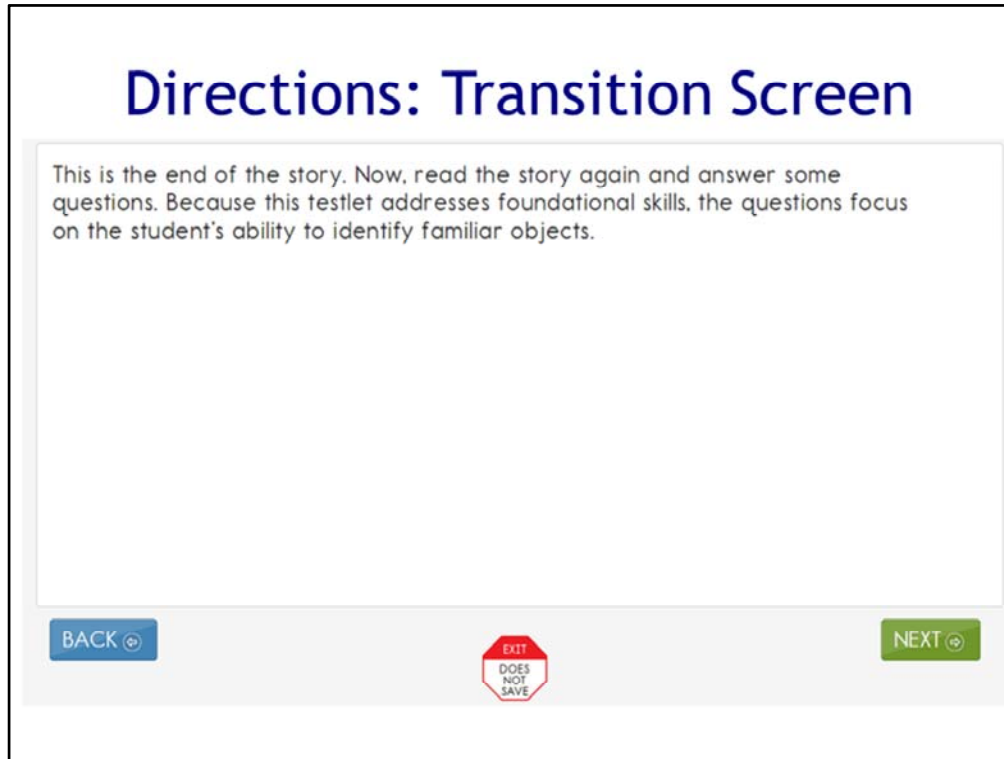 Directions: Transition Screen
This is the end of the story. Now, read the story again and answer some
questions. Because this testlet addresses foundational skills, the questions focus
on the student's ability to identify familiar objects.
BACK
EXIT
DOES
NOT
SAVE
NEXT